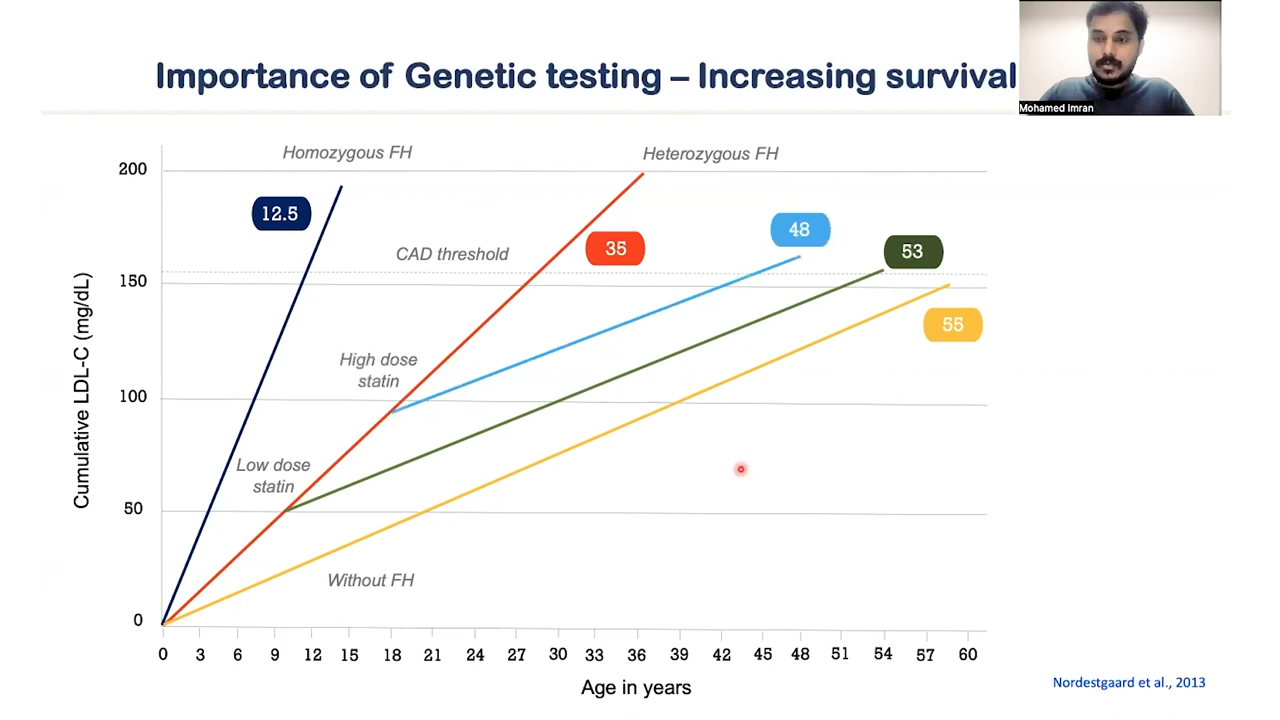 Importance of Genetic testing – Increasing survival
Mohamed Imran
Homozygous FH
Heterozygous FH
200
12.5
48
35
53
CAD threshold
150
55
High dose
statin
100
Low dose
statin
50
Without FH
0
Cumulative LDL-C (mg/dL)
0 3 6 9 12 15 18 21 24 27 30 33 36 39 42 45 48 51 54 57 60
Age in years
Nordestgaard et al., 2013